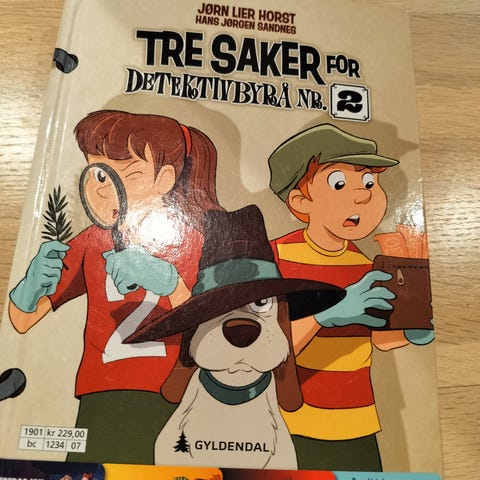 JØRN LIER HORST
HANS JØRGEN SANDNES
TRE SAKER FOR
DETEKTIVBYRÅ NR. 2
2
1901 kr 229,00
bc 1234 07
GYLDENDAL